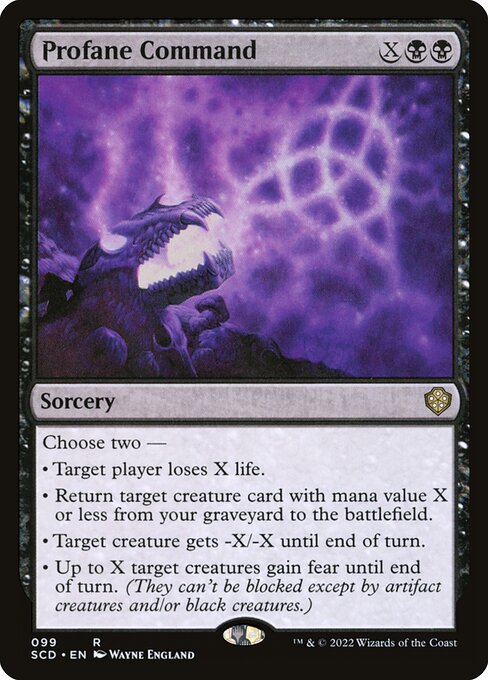 Profane Command X
Sorcery
Choose two —
• Target player loses X life.
• Return target creature card with mana value X
or less from your graveyard to the battlefield.
• Target creature gets -X/-X until end of turn.
• Up to X target creatures gain fear until end
of turn. (They can't be blocked except by artifact
creatures and/or black creatures.)
099 R
SCD • EN WAYNE ENGLAND
™ & © 2022 Wizards of the Coast